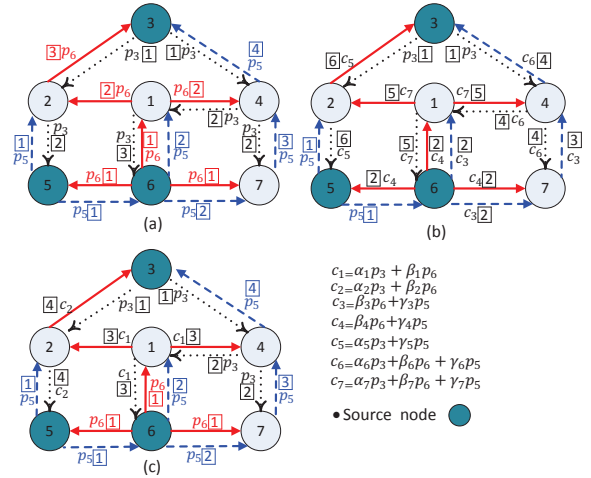 3
3 p6
p3 1
1 p3
4
p5
2
2 p6
1
p6 2
4
1
p5
p3
2
p3
3
1
p6
2
p5
2 p3
p3
2
3
p5
5
p6 1
6
p6 1
7
p5 1
p5 2
(a)
3
6 c5
p3 1
1 p3
c6 4
p5
2
5 c7
1
c7 5
4
1
p5
6
c5
5
c7
2
c4
2
c3
4 c6
4
c6
3
c3
5
2 c4
6
c4 2
7
p5 1
c3 2
(b)
3
4 c2
p3 1
1 p3
4
p5
2
3 c1
1
c1 3
4
1
p5
4
c2
c1
3
p6
1
2
p5
2 p3
p3
2
3
p5
5
p6 1
6
p6 1
7
p5 1
p5 2
(c)
c1=α1p3 + β1p6
c2=α2p3 + β2p6
c3=β3p6 + γ3p5
c4=β4p6 + γ4p5
c5=α5p3 + γ5p5
c6=α6p3 + β6p6 + γ6p5
c7=α7p3 + β7p6 + γ7p5
•Source node